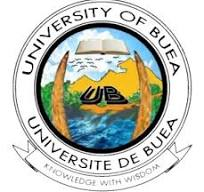 UNIVERSITY OF BUEA
UB
UNIVERSITE DE BUEA
KNOWLEDGE WITH WISDOM